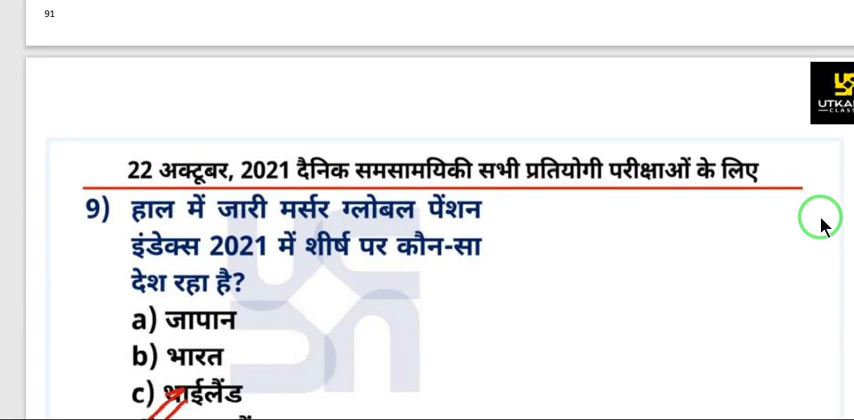 91
22 अक्टूबर, 2021 दैनिक समसामयिकी सभी प्रतियोगी परीक्षाओं के लिए
9) हाल में जारी मर्सर ग्लोबल पेंशन
इंडेक्स 2021 में शीर्ष पर कौन-सा
देश रहा है?
a) जापान
b) भारत
c) थाईलैंड